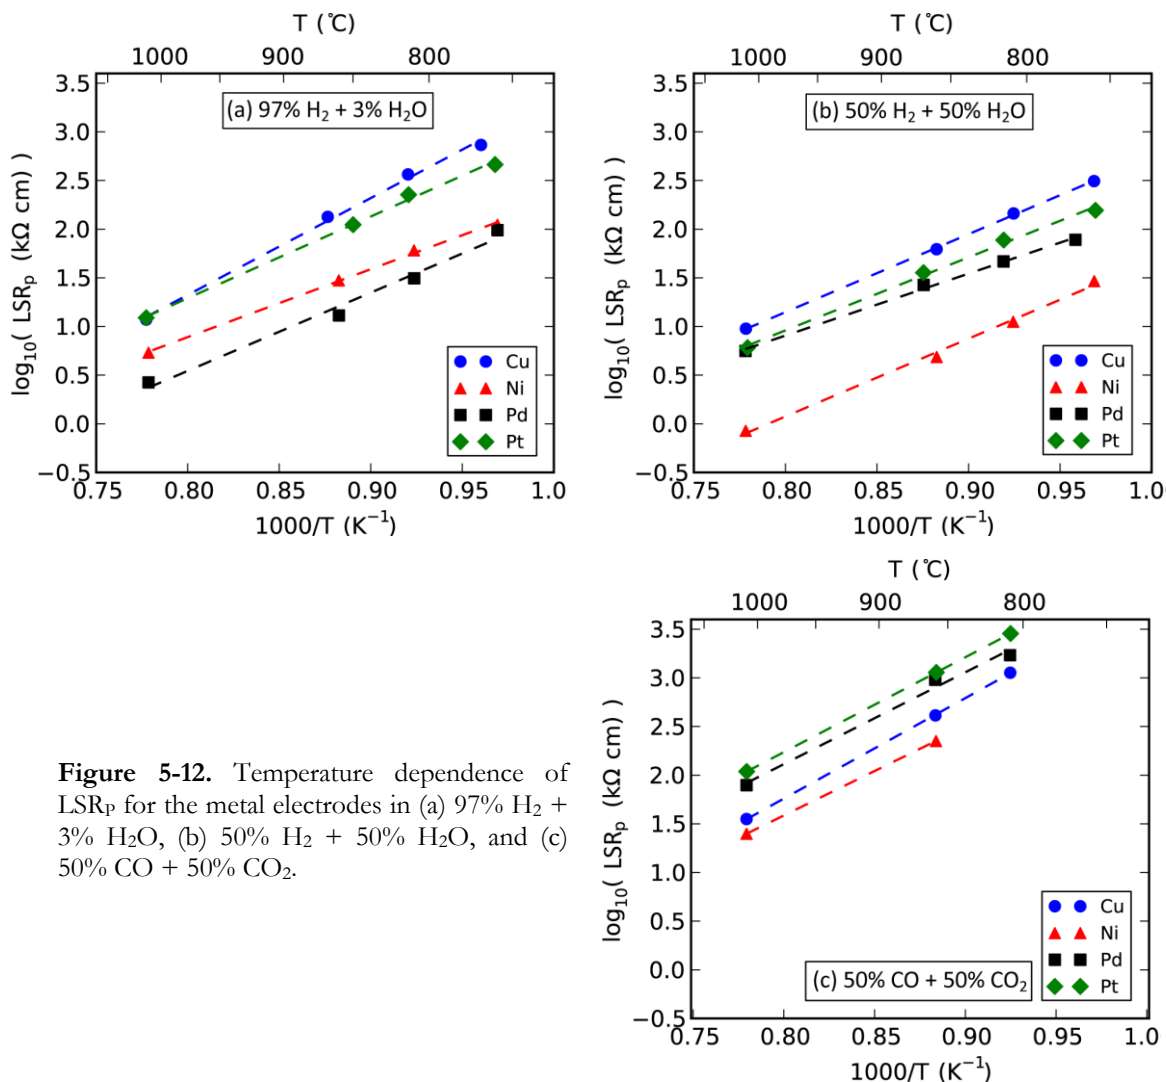 T (°C)
1000 900 800
3.5
3.0
2.5
2.0
1.5
1.0
0.5
0.0
−0.5
log10( LSRp (kΩ cm) )
(a) 97% H2 + 3% H2O
Cu
Ni
Pd
Pt
0.75 0.80 0.85 0.90 0.95 1.0
1000/T (K−1)
T (°C)
1000 900 800
3.5
3.0
2.5
2.0
1.5
1.0
0.5
0.0
−0.5
log10( LSRp (kΩ cm) )
(b) 50% H2 + 50% H2O
Cu
Ni
Pd
Pt
0.75 0.80 0.85 0.90 0.95 1.0
1000/T (K−1)
T (°C)
1000 900 800
3.5
3.0
2.5
2.0
1.5
1.0
0.5
0.0
−0.5
log10( LSRp (kΩ cm) )
Cu
Ni
Pd
Pt
(c) 50% CO + 50% CO2
0.75 0.80 0.85 0.90 0.95 1.0
1000/T (K−1)
Figure 5-12. Temperature dependence of
LSRP for the metal electrodes in (a) 97% H2 +
3% H2O, (b) 50% H2 + 50% H2O, and (c)
50% CO + 50% CO2.